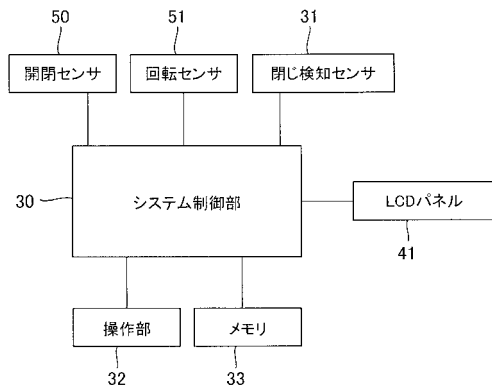 50
51
31
開閉センサ
回転センサ
閉じ検知センサ
30
システム制御部
LCDパネル
41
操作部
メモリ
32
33